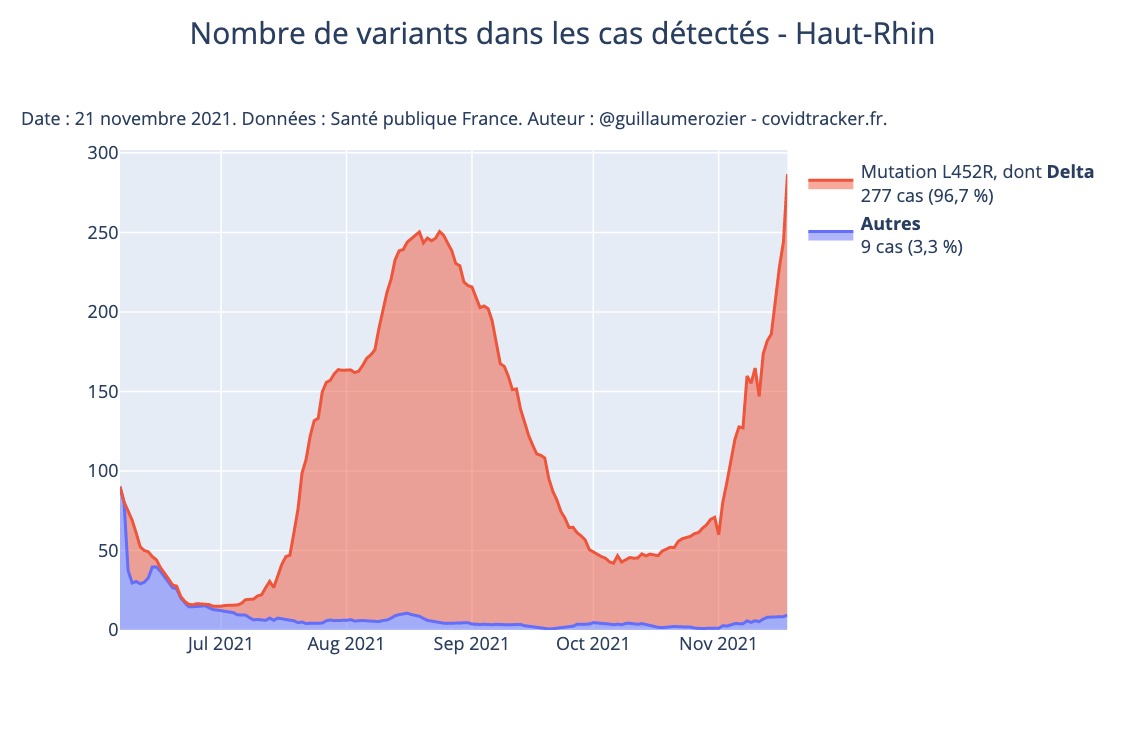 Nombre de variants dans les cas détectés - Haut-Rhin
Date : 21 novembre 2021. Données : Santé publique France. Auteur : @guillaumerozier - covidtracker.fr.
300
250
200
150
100
50
0
Jul 2021
Aug 2021
Sep 2021
Oct 2021
Nov 2021
Mutation L452R, dont Delta
277 cas (96,7 %)
Autres
9 cas (3,3 %)